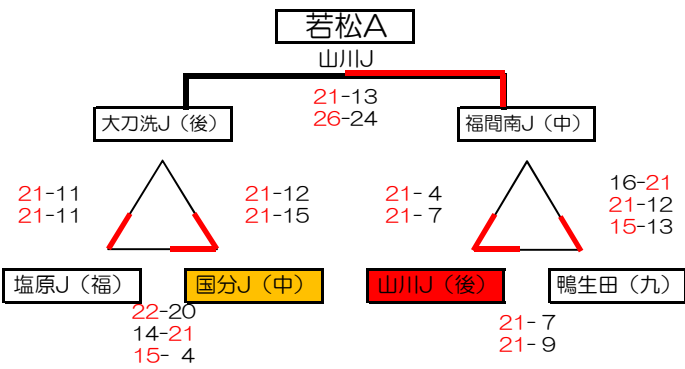 若松A
山川J
21-13
26-24
大刀洗J（後）
福間南J（中）
21-11
21-11
21-12
21-15
21- 4
21- 7
16-21
21-12
15-13
塩原J（福）
国分J（中）
山川J（後）
鴨生田（九）
22-20
14-21
15- 4
21- 7
21- 9